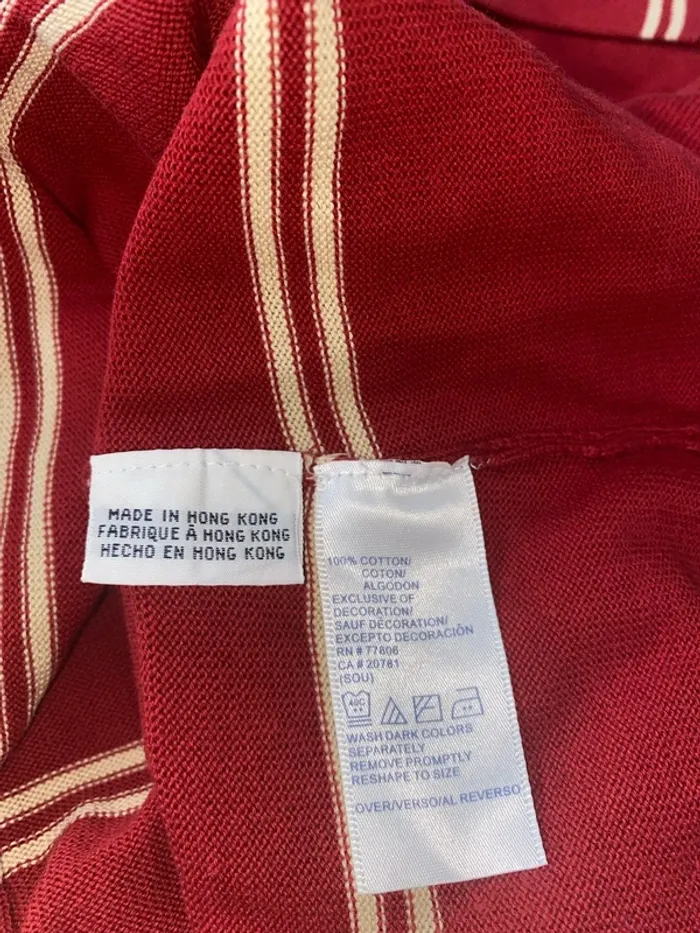 MADE IN HONG KONG
FABRIQUE À HONG KONG
HECHO EN HONG KONG
100% COTTON/
COTON/
ALGODON
EXCLUSIVE OF
DECORATION/
SAUF DÉCORATION/
EXCEPTO DECORACIÓN
RN # 77806
CA # 20781
(SOU)
40C
WASH DARK COLORS
SEPARATELY
REMOVE PROMPTLY
RESHAPE TO SIZE
OVER/VERSO/AL REVERSO